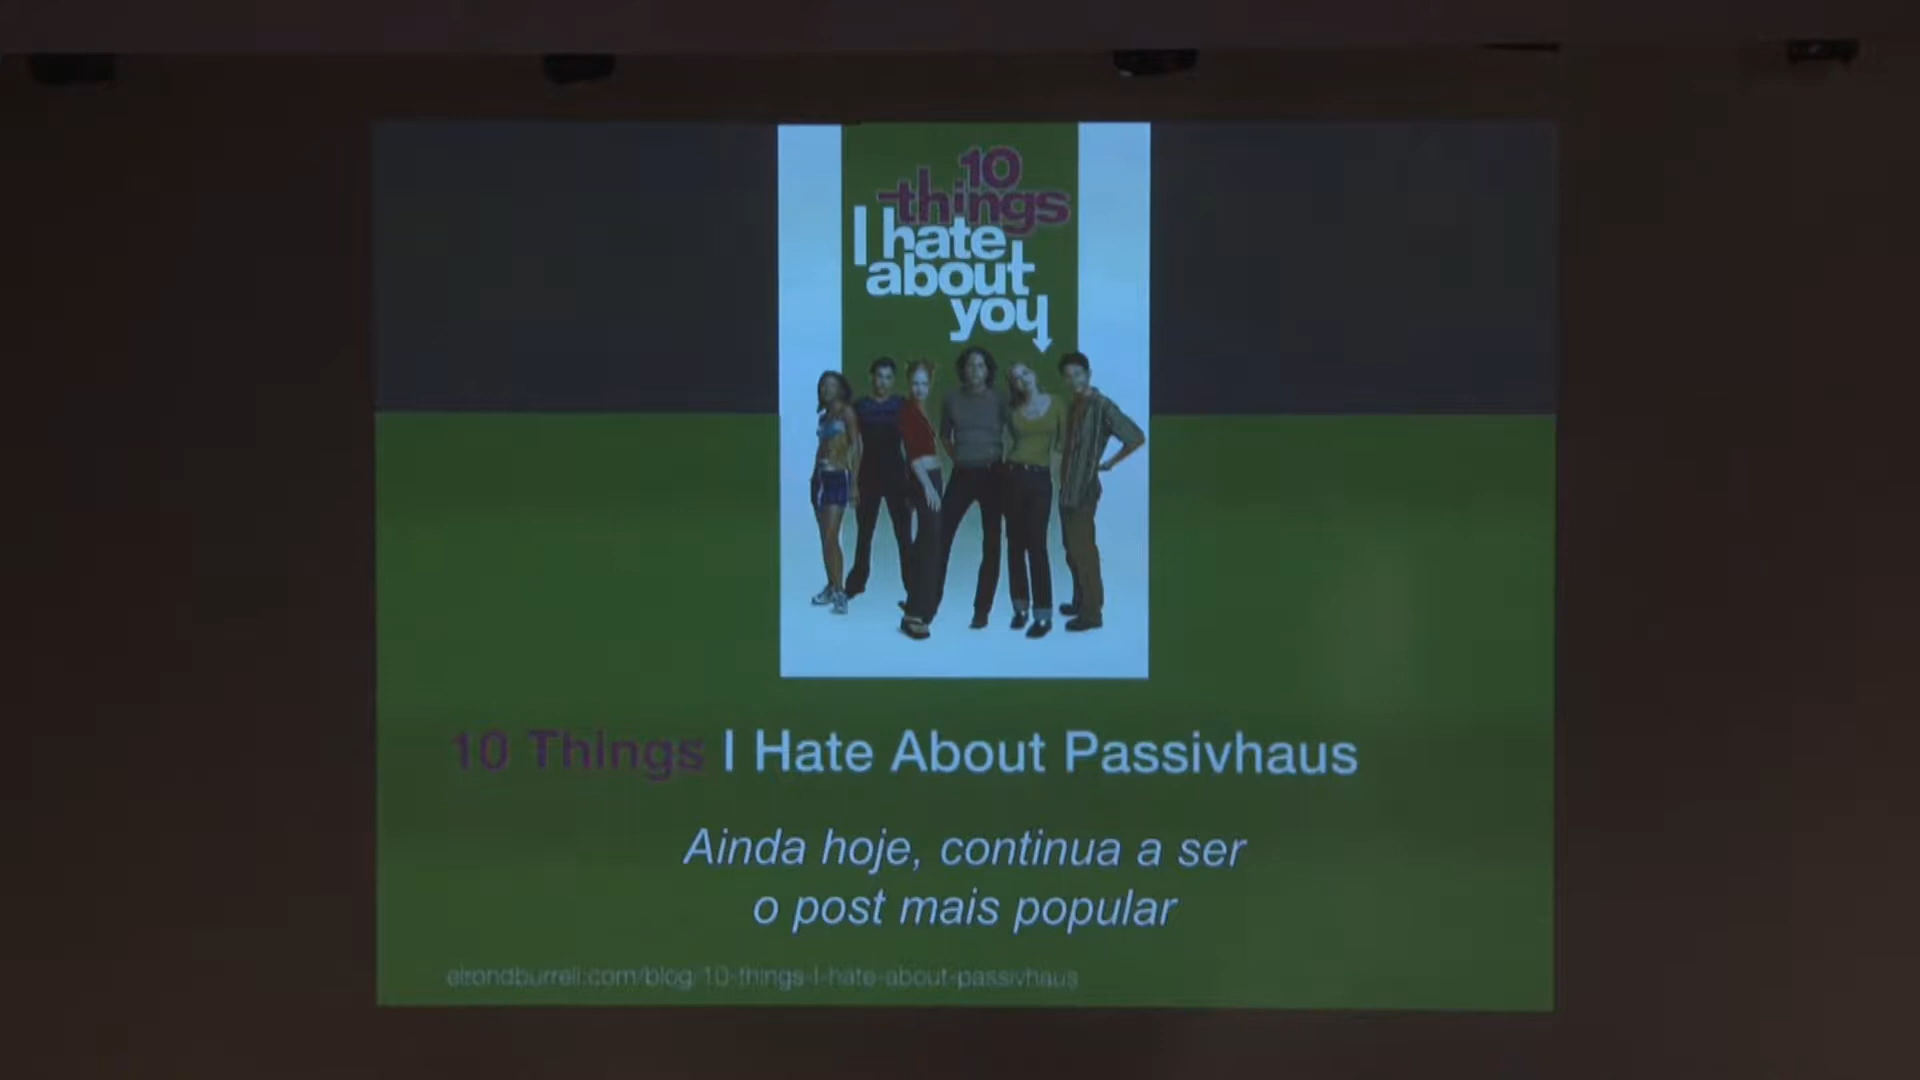 10
things
I hate
about
you
10 Things I Hate About Passivhaus
Ainda hoje, continua a ser
o post mais popular
elrondburrell.com/blog/10-things-i-hate-about-passivhaus